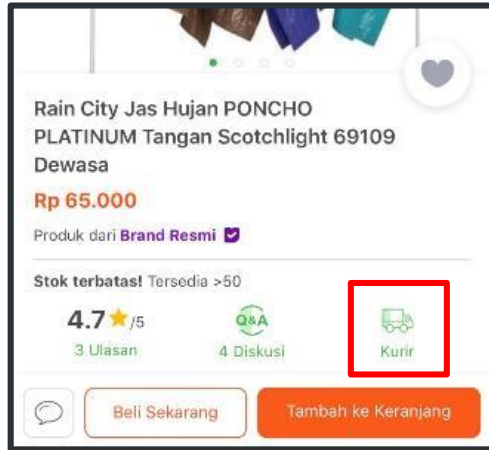 Rain City Jas Hujan PONCHO
PLATINUM Tangan Scotchlight 69109
Dewasa
Rp 65.000
Produk dari Brand Resmi
Stok terbatas! Tersedia >50
4.7 /5
Q&A
3 Ulasan
4 Diskusi
Kurir
Beli Sekarang
Tambah ke Keranjang